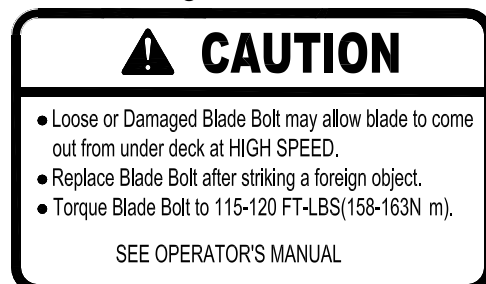 CAUTION
• Loose or Damaged Blade Bolt may allow blade to come
out from under deck at HIGH SPEED.
• Replace Blade Bolt after striking a foreign object.
• Torque Blade Bolt to 115-120 FT-LBS(158-163N m).
SEE OPERATOR'S MANUAL